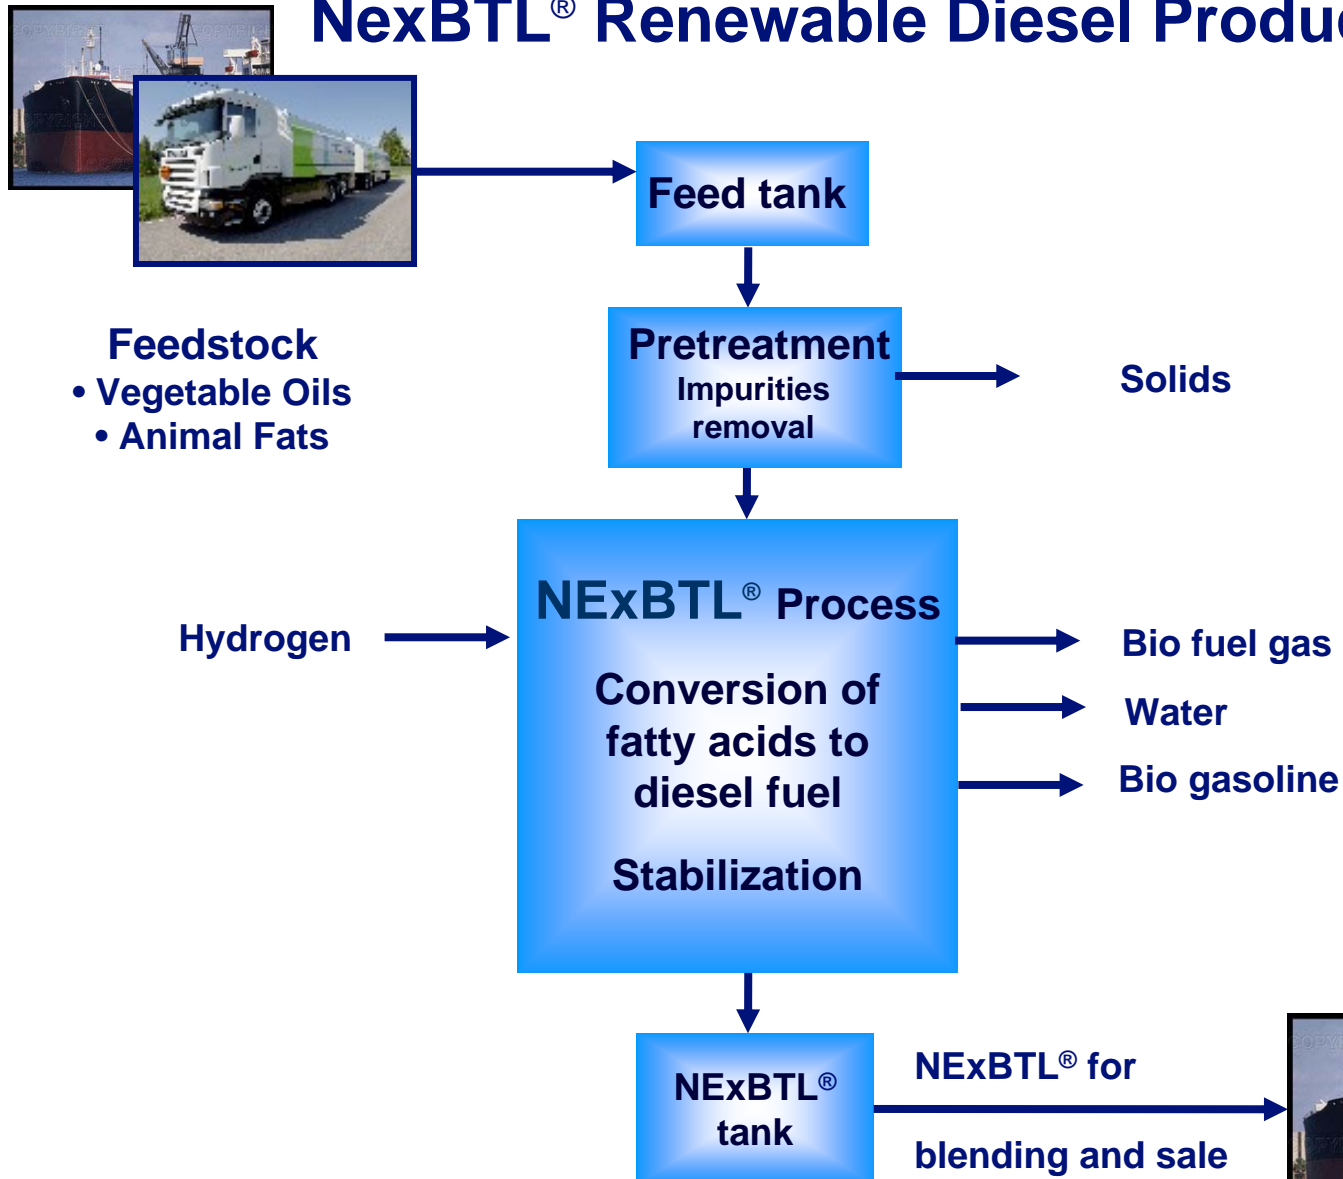 NexBTL® Renewable Diesel
Feed tank
Feedstock
• Vegetable Oils
• Animal Fats
Pretreatment
Impurities
removal
Solids
Hydrogen
NExBTL® Process
Conversion of
fatty acids to
diesel fuel
Stabilization
Bio fuel gas
Water
Bio gasoline
NExBTL®
tank
NExBTL® for
blending and sale